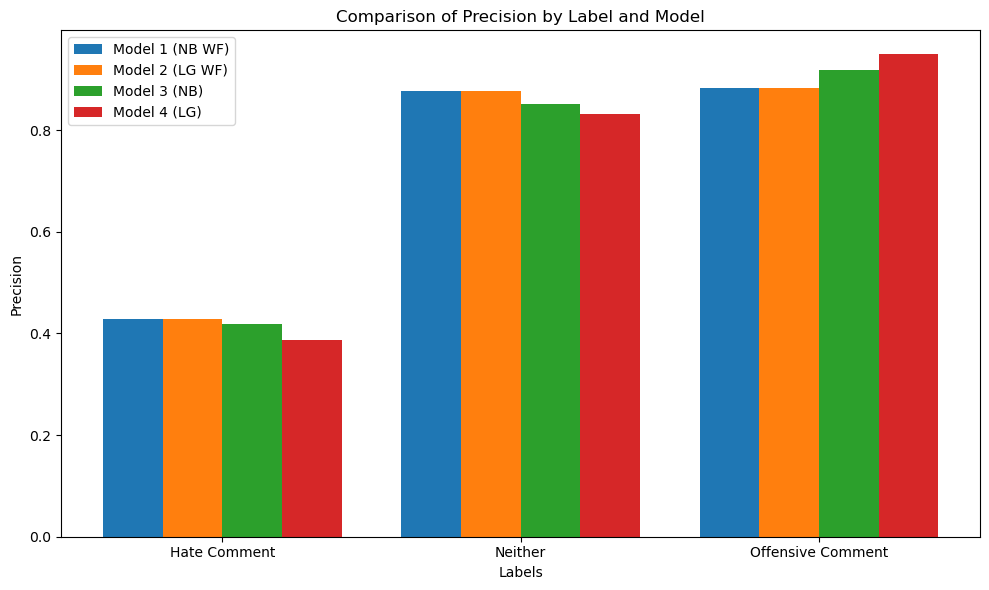 Comparison of Precision by Label and Model
Model 1 (NB WF)
Model 2 (LG WF)
Model 3 (NB)
Model 4 (LG)
Precision
0.8
0.6
0.4
0.2
0.0
Hate Comment
Neither
Offensive Comment
Labels